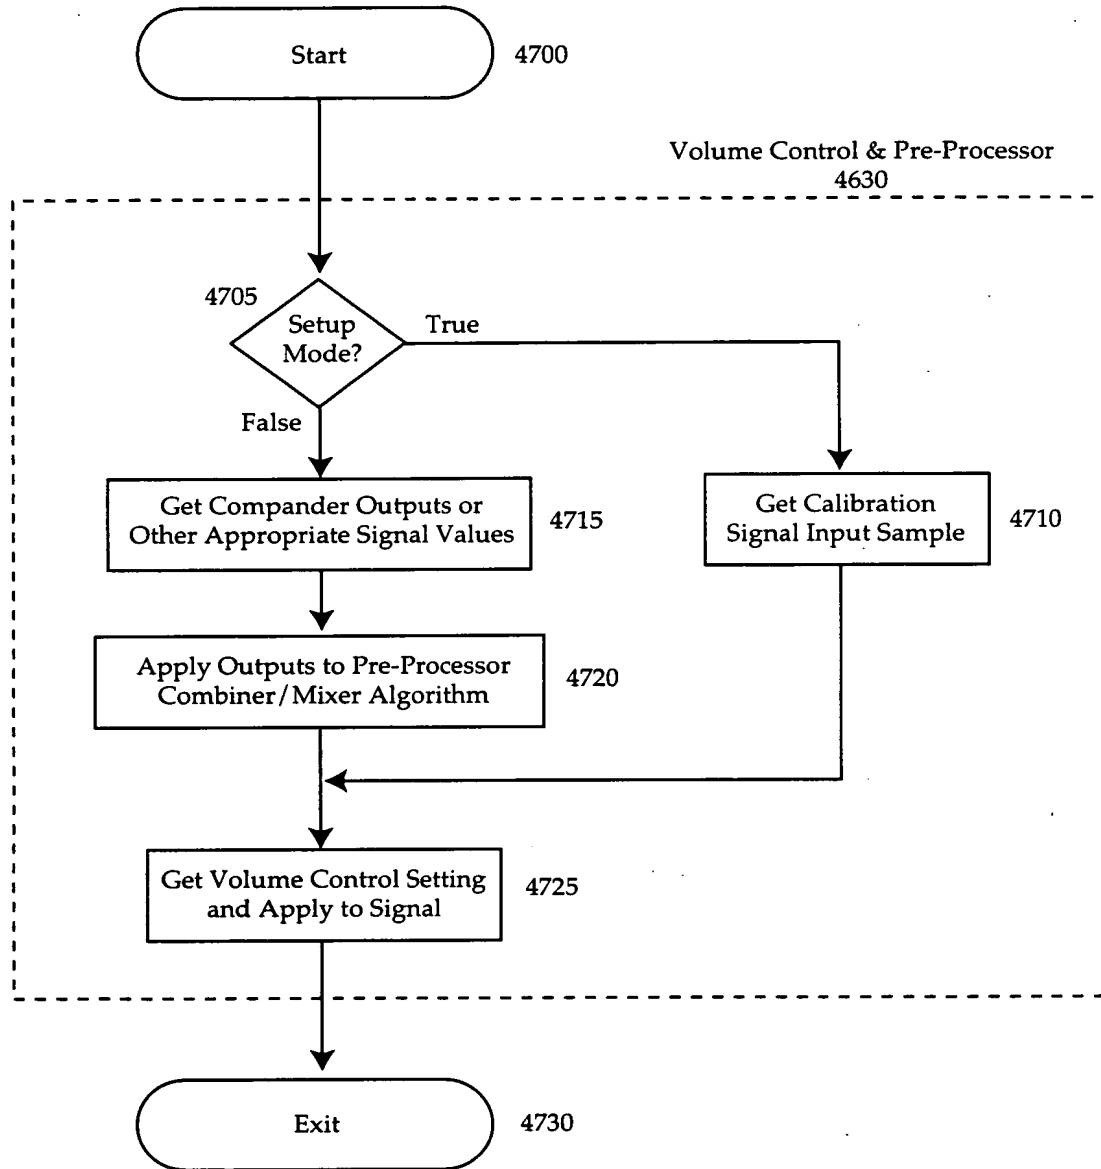 Start
4700
Volume Control & Pre-Processor
4630
4705
Setup
Mode?
True
False
Get Compander Outputs or
Other Appropriate Signal Values
4715
Get Calibration
Signal Input Sample
4710
Apply Outputs to Pre-Processor
Combiner/Mixer Algorithm
4720
Get Volume Control Setting
and Apply to Signal
4725
Exit
4730